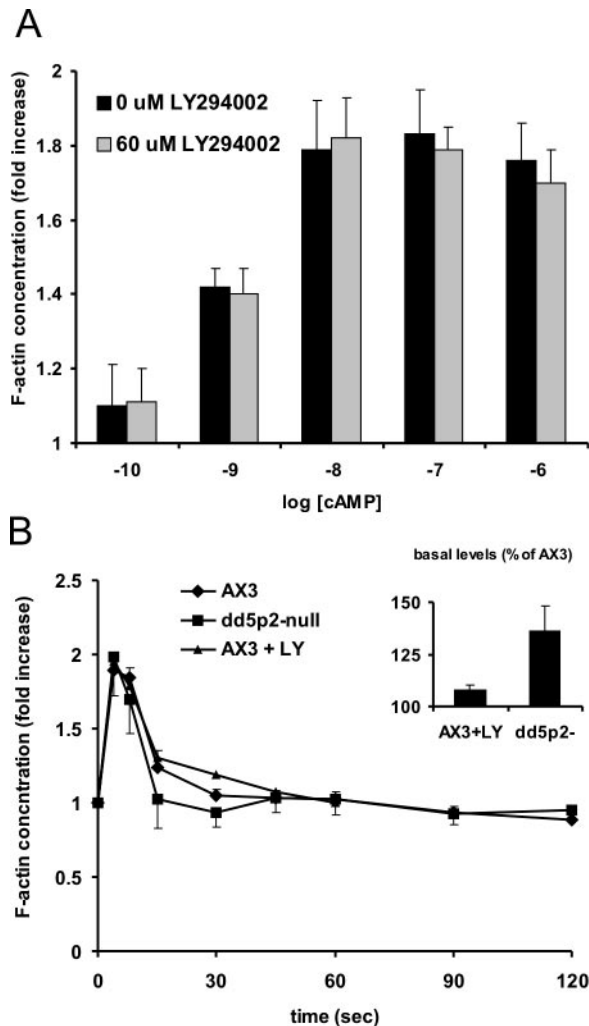 A
F-actin concentration (fold increase)
2
1.8
1.6
1.4
1.2
1
0 uM LY294002
60 uM LY294002
-10 -9 -8 -7 -6
log [cAMP]
B
F-actin concntration (fold increase)
2.5
2
1.5
1
0.5
0
AX3
dd5p2-null
AX3 + LY
basal levels (% of AX3)
150
125
100
AX3+LY dd5p2-
0 30 60 90 120
time (sec)